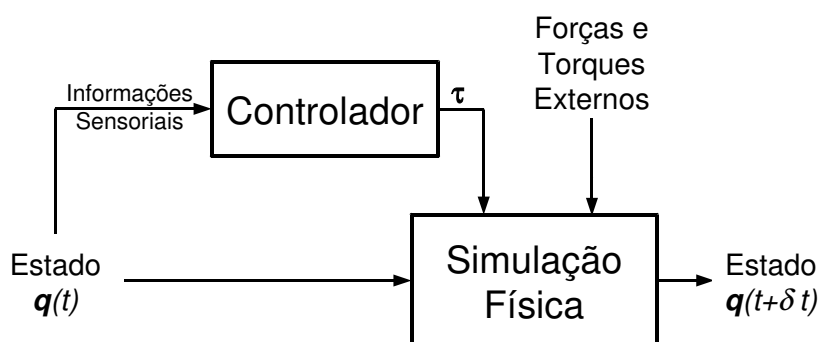 Forças e
Torques
Externos
Informações
Sensoriais
Controlador
τ
Estado
q(t)
Simulação
Física
Estado
q(t+δ t)